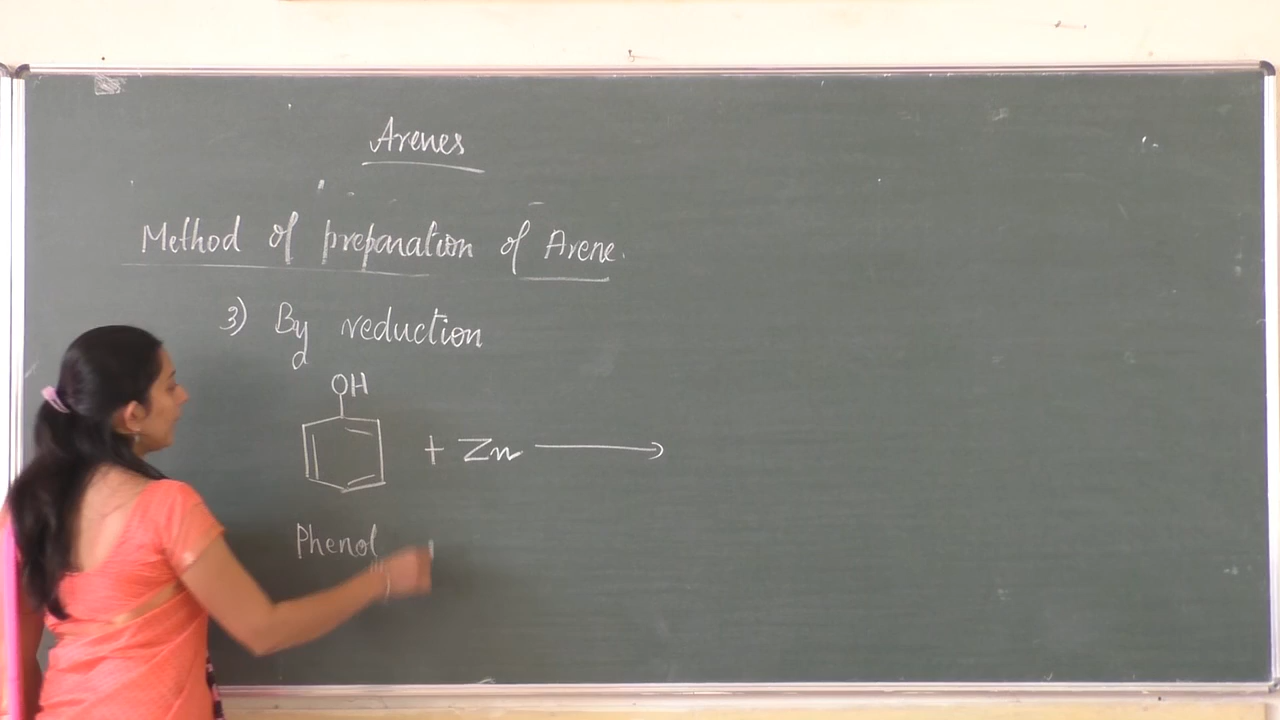 Arenes
Method of preparation of Arene.
3) By reduction
OH
+ Zn ⟶
Phenol